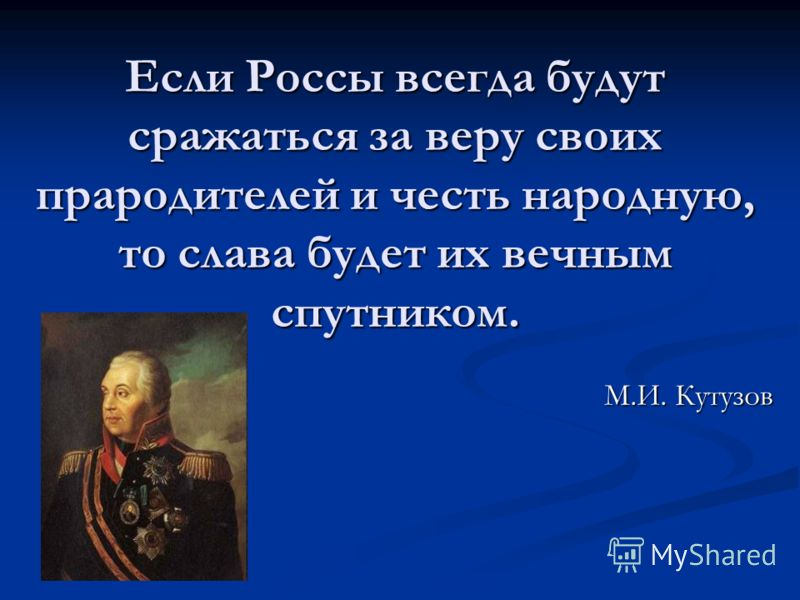 Если Россы всегда будут
сражаться за веру своих
прародителей и честь народную,
то слава будет их вечным
спутником.
М.И. Кутузов
MyShared